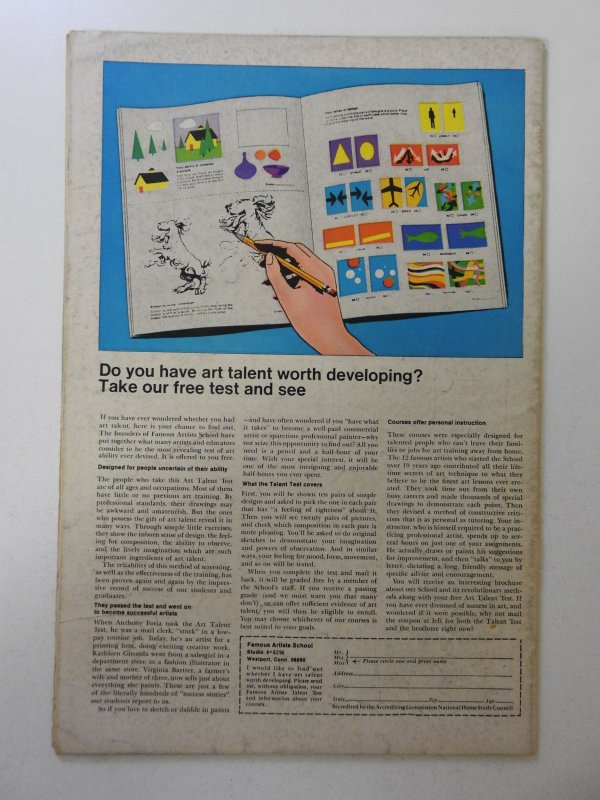 Your sense of design
Your ability to complete
a picture
Do you have art talent worth developing?
Take our free test and see
If you have ever wondered whether you had
art talent, here is your chance to find out.
The founders of Famous Artists School have
put together what many artists and educators
consider to be the most revealing test of art
ability ever devised. It is offered to you free.
Designed for people uncertain of their ability
The people who take this Art Talent Test
are of all ages and occupations. Most of them
have little or no previous art training. By
professional standards, their drawings may
be awkward and amateurish. But the ones
who possess the gift of art talent reveal it in
many ways. Through simple little exercises,
they show the inborn sense of design, the feel-
ing for composition, the ability to observe,
and the lively imagination which are such
important ingredients of art talent.
The reliability of this method of screening,
as well as the effectiveness of the training, has
been proven again and again by the impres-
sive record of success of our students and
graduates.
They passed the test and went on
to become successful artists
When Anthony Foria took the Art Talent
Test, he was a mail clerk, "stuck" in a low-
pay routine job. Today, he's an artist for a
printing firm, doing exciting creative work.
Kathleen Gironda went from a salesgirl in a
department store to a fashion illustrator in
the same store. Virginia Bartter, a farmer's
wife and mother of three, now sells just about
everything she paints. These are just a few
of the literally hundreds of "success stories"
our students report to us.
So if you love to sketch or dabble in paints
—and have often wondered if you "have what
it takes" to become a well-paid commercial
artist or sparetime professional painter—why
not seize this opportunity to find out? All you
need is a pencil and a half-hour of your
time. With your special interest, it will be
one of the most intriguing and enjoyable
half-hours you ever spent.
What the Talent Test covers
First, you will be shown ten pairs of simple
designs and asked to pick the one in each pair
that has "a feeling of rightness" about it.
Then you will see twenty pairs of pictures,
and check which composition in each pair is
more pleasing. You'll be asked to do original
sketches to demonstrate your imagination
and powers of observation. And in similar
ways, your feeling for mood, form, movement,
and so on will be tested.
When you complete the test and mail it
back, it will be graded free by a member of
the School's staff. If you receive a passing
grade (and we must warn you that many
don't), or can offer sufficient evidence of art
talent, you will then be eligible to enroll.
You may choose whichever of our courses is
best suited to your goals.
Courses offer personal instruction
These courses were especially designed for
talented people who can't leave their fami-
lies or jobs for art training away from home.
The 12 famous artists who started the School
over 19 years ago contributed all their life-
time secrets of art technique to what they
believe to be the finest art lessons ever cre-
ated. They took time out from their own
busy careers and made thousands of special
drawings to demonstrate each point. Then
they devised a method of constructive criti-
cism that is as personal as tutoring. Your in-
structor, who is himself required to be a prac-
ticing professional artist, spends up to sev-
eral hours on just one of your assignments.
He actually draws or paints his suggestions
for improvement, and then "talks" to you by
letter, dictating a long, friendly message of
special advice and encouragement.
You will receive an interesting brochure
about our School and its revolutionary meth-
ods along with your free Art Talent Test. If
you have ever dreamed of success in art, and
wondered if it were possible, why not mail
the coupon at left for both the Talent Test
and the brochure right now!
Famous Artists School
Studio A-5296
Westport, Conn. 06880
I would like to find out
whether I have art talent
worth developing. Please send
me, without obligation, your
Famous Artists Talent Test
and information about your
courses.
Mr.
Mrs.
Miss
Please circle one and print name
Address
City
State Zip Age
Accredited by the Accrediting Commission National Home Study Council.